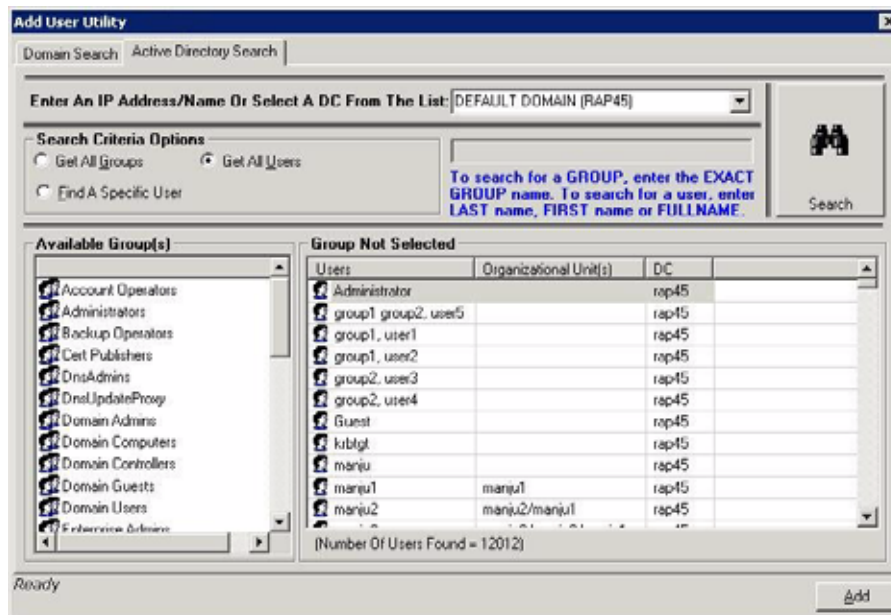 Add User Utility
Domain Search Active Directory Search
Enter An IP Address/Name Or Select A DC From The List: DEFAULT DOMAIN (RAP45)
Search Criteria Options
Get All Groups Get All Users
Find A Specific User
To search for a GROUP, enter the EXACT
GROUP name. To search for a user, enter
LAST name, FIRST name or FULLNAME.
Search
Available Group(s)
Account Operators
Administrators
Backup Operators
Cert Publishers
DnsAdmins
DnsUpdateProxy
Domain Admins
Domain Computers
Domain Controllers
Domain Guests
Domain Users
Enterprise Admins
Group Not Selected
Users Organizational Unit(s) DC
Administrator rap45
group1 group2, user5 rap45
group1, user1 rap45
group1, user2 rap45
group2, user3 rap45
group2, user4 rap45
Guest rap45
krbtgt rap45
manju rap45
manju1 manju1 rap45
manju2 manju2/manju1 rap45
(Number Of Users Found = 12012)
Ready
Add